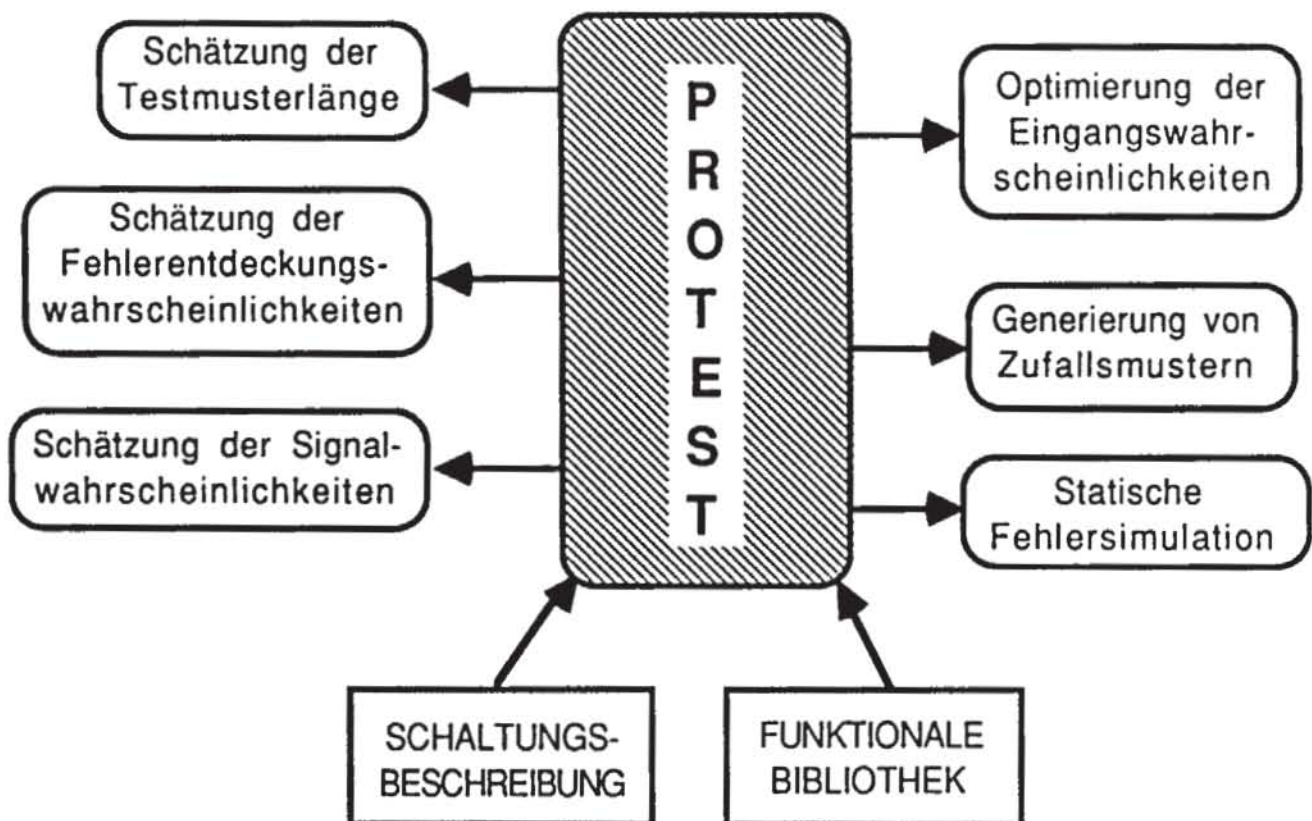 Schätzung der
Testmusterlänge
Schätzung der
Fehlerentdeckungs-
wahrscheinlichkeiten
Schätzung der Signal-
wahrscheinlichkeiten
PROTEST
Optimierung der
Eingangswahr-
scheinlichkeiten
Generierung von
Zufallsmustern
Statische
Fehlersimulation
SCHALTUNGS-
BESCHREIBUNG
FUNKTIONALE
BIBLIOTHEK